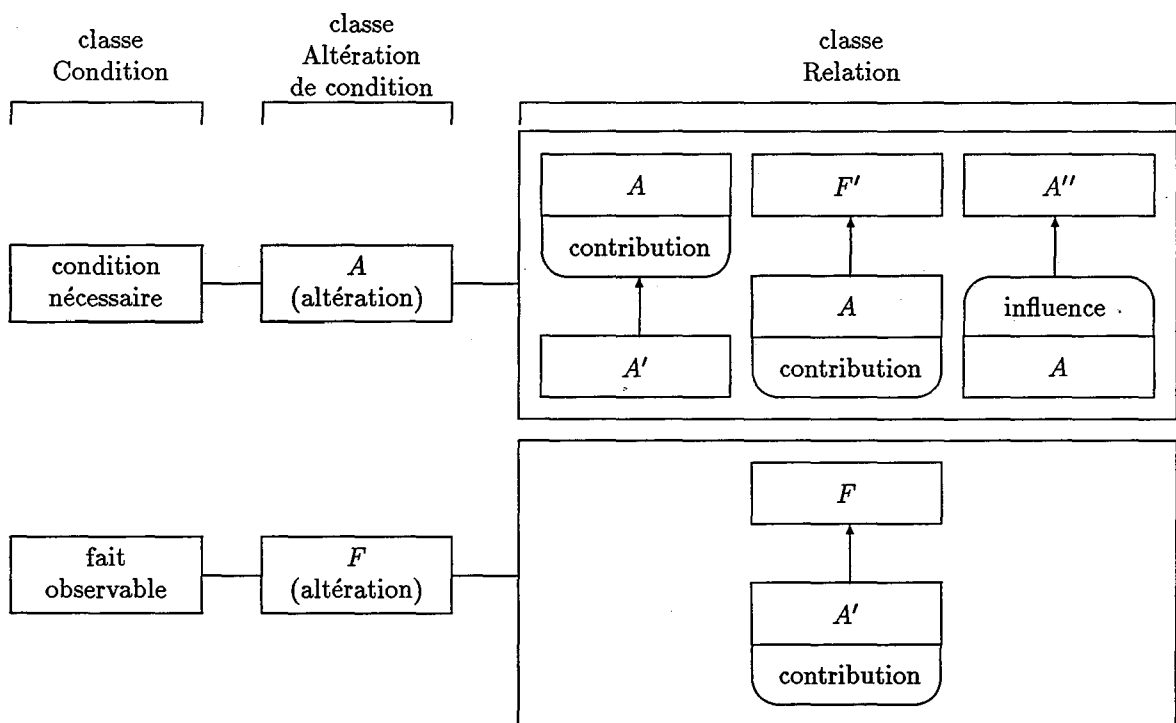 classe
Condition
classe
Altération
de condition
classe
Relation
condition
nécessaire
A
(altération)
A
contribution
A′
F′
A
contribution
A″
influence
A
fait
observable
F
(altération)
F
A′
contribution